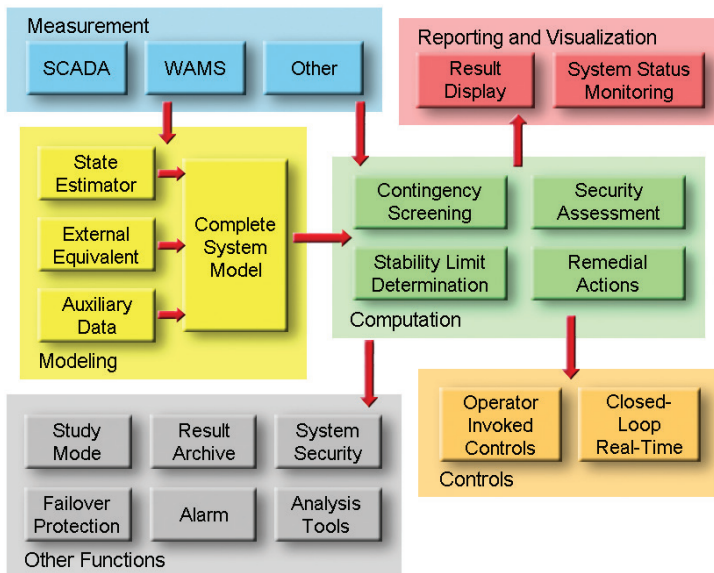 Measurement
SCADA
WAMS
Other
Reporting and Visualization
Result
Display
System Status
Monitoring
State
Estimator
External
Equivalent
Auxiliary
Data
Complete
System
Model
Modeling
Contingency
Screening
Security
Assessment
Stability Limit
Determination
Remedial
Actions
Computation
Study
Mode
Result
Archive
System
Security
Failover
Protection
Alarm
Analysis
Tools
Other Functions
Operator
Invoked
Controls
Closed-
Loop
Real-Time
Controls